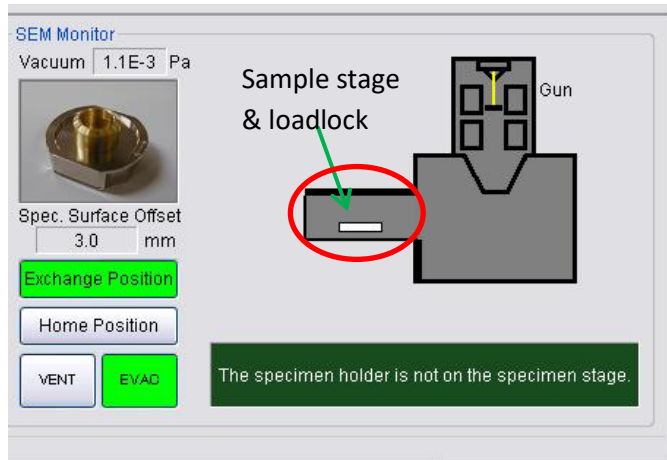 SEM Monitor
Vacuum 1.1E-3 Pa
Sample stage
& loadlock
Gun
Spec. Surface Offset
3.0 mm
Exchange Position
Home Position
VENT EVAC
The specimen holder is not on the specimen stage.